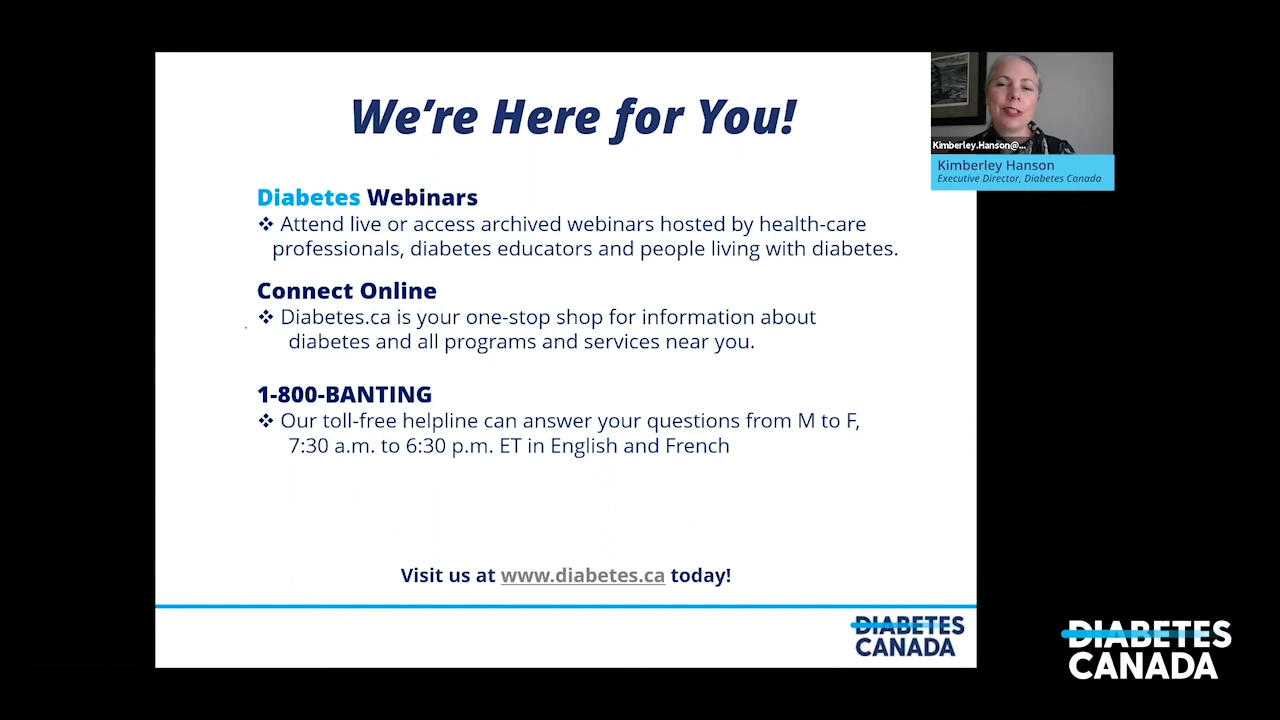 We're Here for You!
Diabetes Webinars
❖ Attend live or access archived webinars hosted by health-care
professionals, diabetes educators and people living with diabetes.
Connect Online
❖ Diabetes.ca is your one-stop shop for information about
diabetes and all programs and services near you.
1-800-BANTING
❖ Our toll-free helpline can answer your questions from M to F,
7:30 a.m. to 6:30 p.m. ET in English and French
Visit us at www.diabetes.ca today!
DIABETES
CANADA
Kimberley.Hanson@...
Kimberley Hanson
Executive Director, Diabetes Canada
DIABETES
CANADA